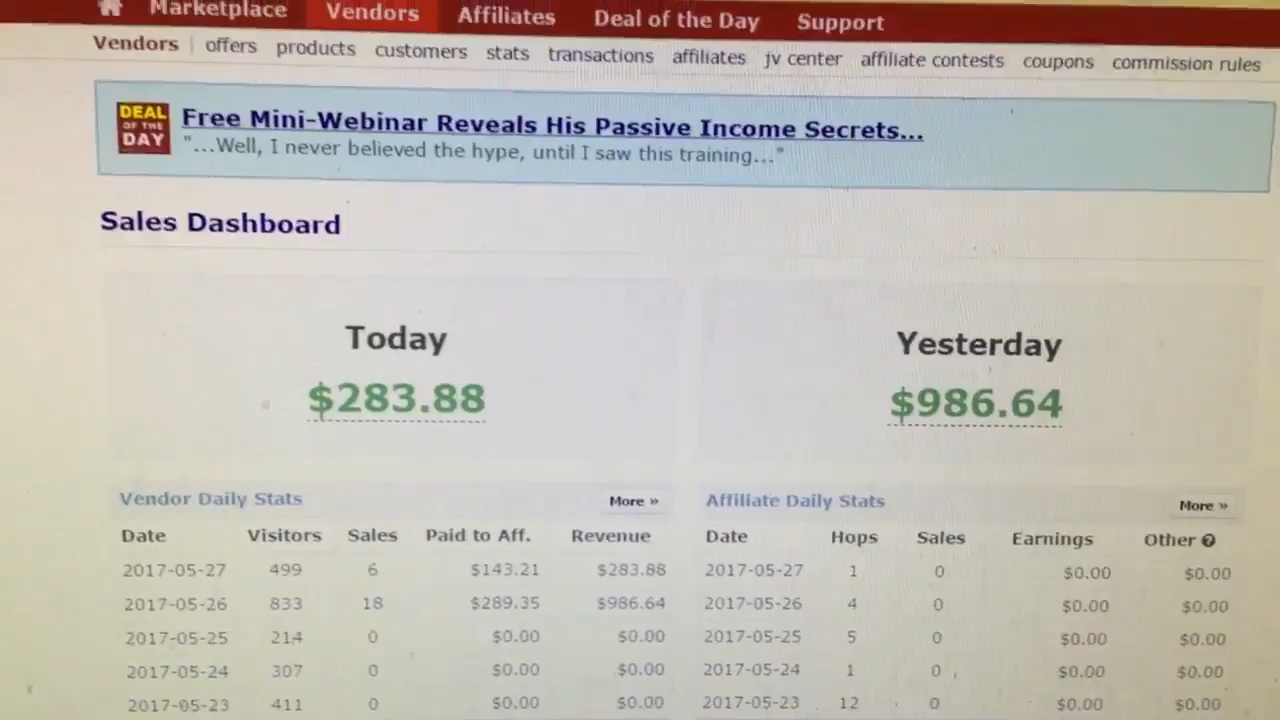 Marketplace Vendors Affiliates Deal of the Day Support
Vendors offers products customers stats transactions affiliates jv center affiliate contests coupons commission rules
DEAL OF THE DAY
Free Mini-Webinar Reveals His Passive Income Secrets...
"...Well, I never believed the hype, until I saw this training..."
Sales Dashboard
Today
$283.88
Yesterday
$986.64
Vendor Daily Stats More »
Date Visitors Sales Paid to Aff. Revenue
2017-05-27 499 6 $143.21 $283.88
2017-05-26 833 18 $289.35 $986.64
2017-05-25 214 0 $0.00 $0.00
2017-05-24 307 0 $0.00 $0.00
2017-05-23 411 0 $0.00 $0.00
Affiliate Daily Stats More »
Date Hops Sales Earnings Other ?
2017-05-27 1 0 $0.00 $0.00
2017-05-26 4 0 $0.00 $0.00
2017-05-25 5 0 $0.00 $0.00
2017-05-24 1 0 $0.00 $0.00
2017-05-23 12 0 $0.00 $0.00